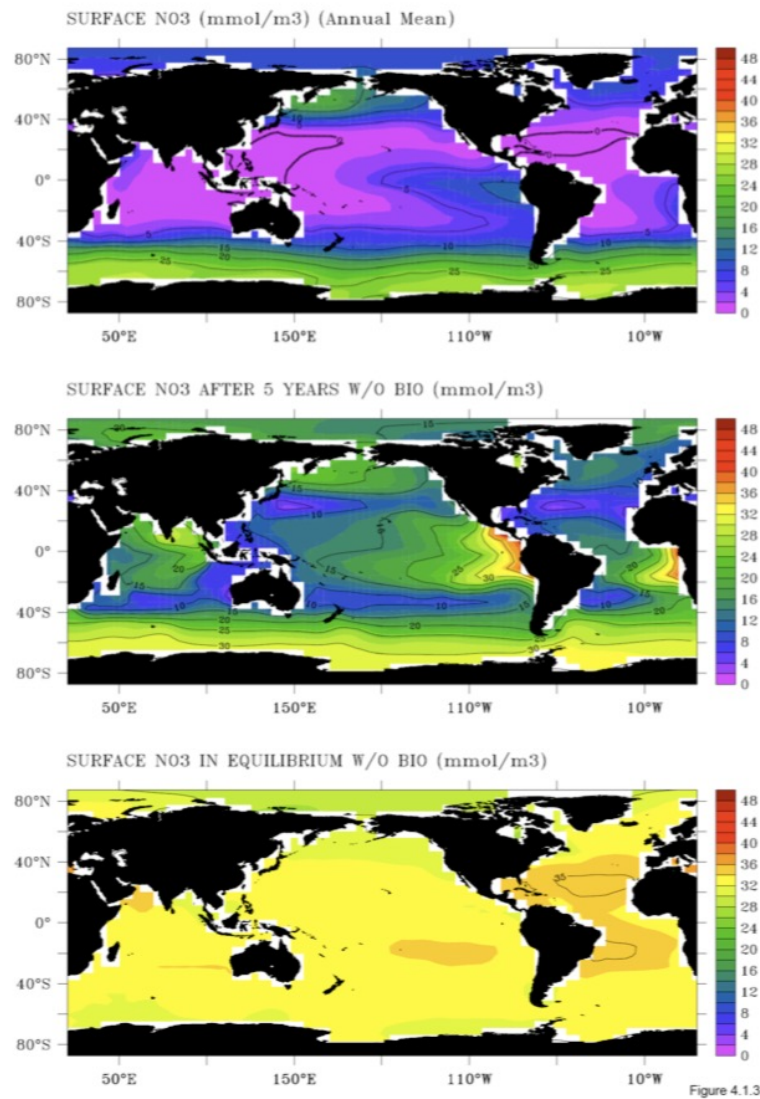 SURFACE NO3 (mmol/m3) (Annual Mean)
80°N
40°N
0°
40°S
80°S
50°E 150°E 110°W 10°W
48
44
40
36
32
28
24
20
16
12
8
4
0
SURFACE NO3 AFTER 5 YEARS W/O BIO (mmol/m3)
80°N
40°N
0°
40°S
80°S
50°E 150°E 110°W 10°W
48
44
40
36
32
28
24
20
16
12
8
4
0
SURFACE NO3 IN EQUILIBRIUM W/O BIO (mmol/m3)
80°N
40°N
0°
40°S
80°S
50°E 150°E 110°W 10°W
48
44
40
36
32
28
24
20
16
12
8
4
0
Figure 4.1.3